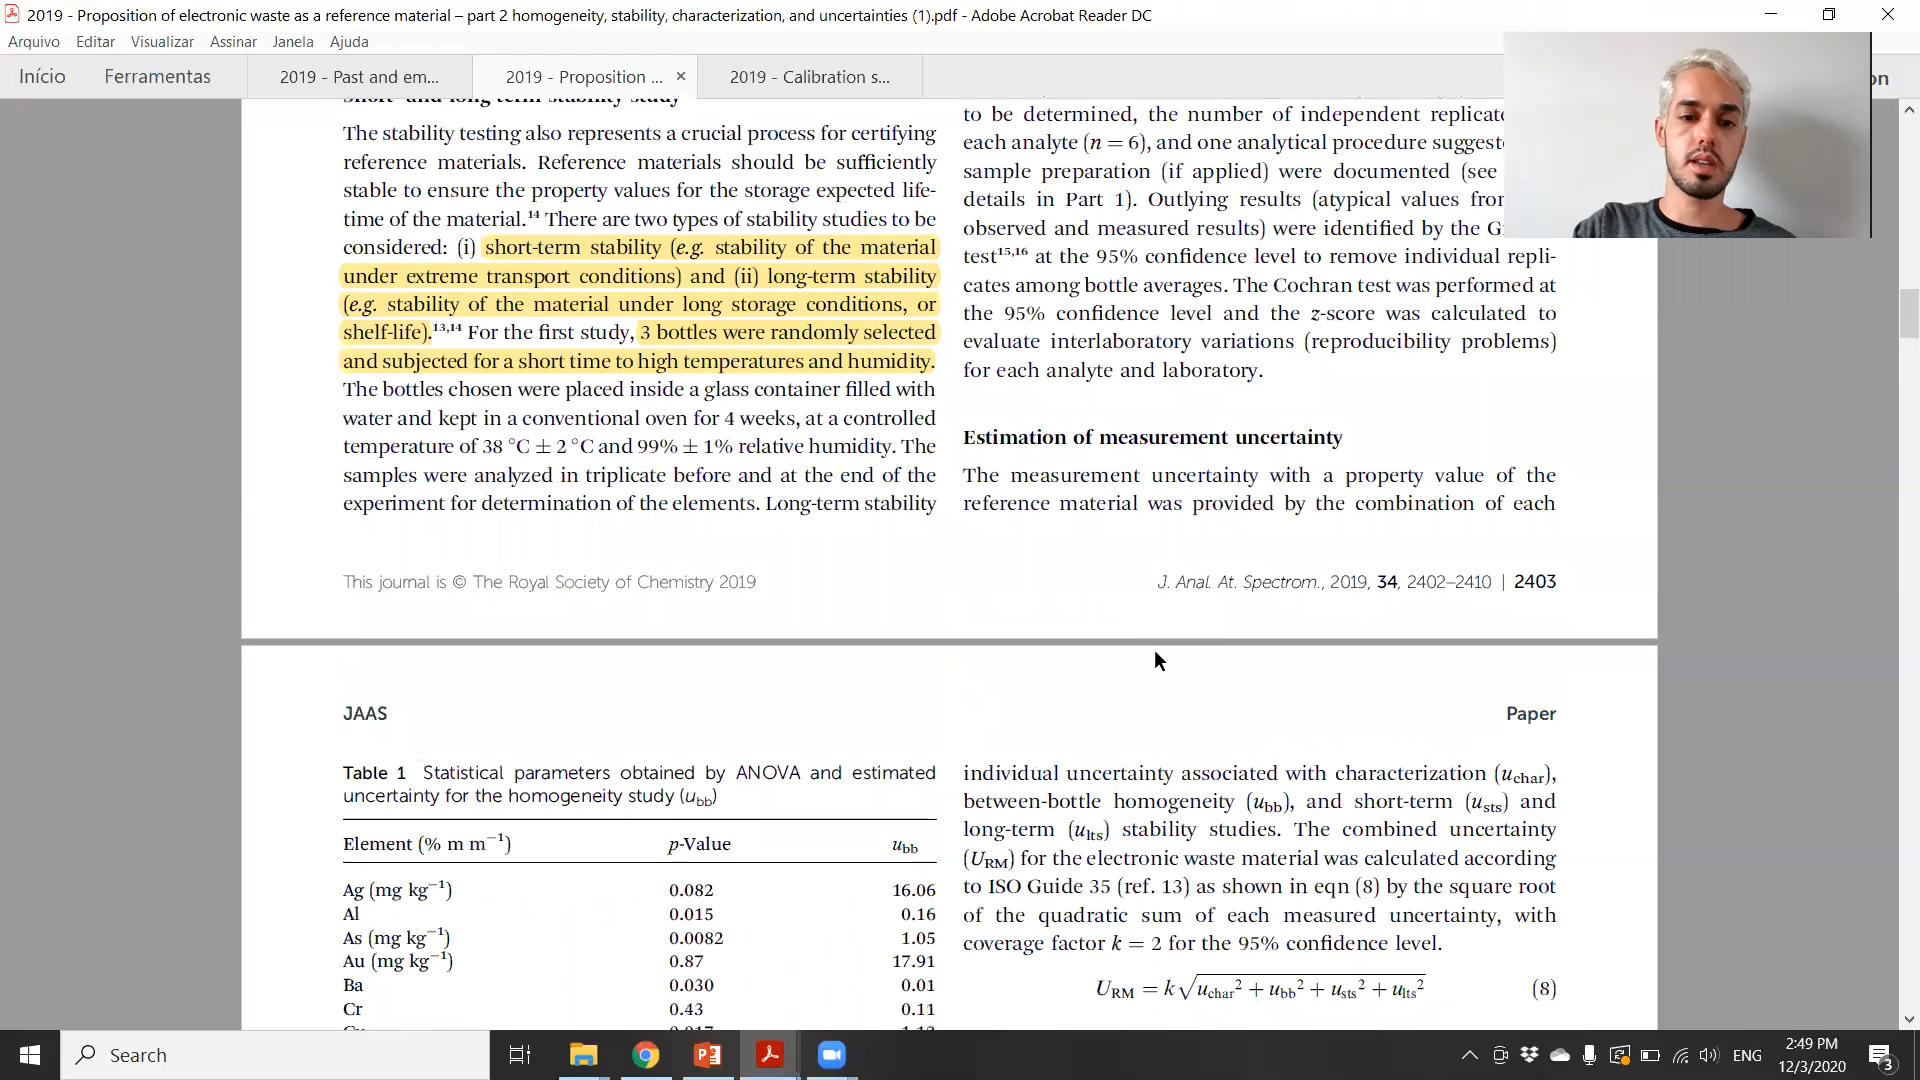 2019 - Proposition of electronic waste as a reference material – part 2 homogeneity, stability, characterization, and uncertainties (1).pdf - Adobe Acrobat Reader DC
Arquivo Editar Visualizar Assinar Janela Ajuda
Início Ferramentas 2019 - Past and em... 2019 - Proposition ... × 2019 - Calibration s...
Short- and long-term stability study
The stability testing also represents a crucial process for certifying
reference materials. Reference materials should be sufficiently
stable to ensure the property values for the storage expected life-
time of the material.14 There are two types of stability studies to be
considered: (i) short-term stability (e.g. stability of the material
under extreme transport conditions) and (ii) long-term stability
(e.g. stability of the material under long storage conditions, or
shelf-life).13,14 For the first study, 3 bottles were randomly selected
and subjected for a short time to high temperatures and humidity.
The bottles chosen were placed inside a glass container filled with
water and kept in a conventional oven for 4 weeks, at a controlled
temperature of 38 °C ± 2 °C and 99% ± 1% relative humidity. The
samples were analyzed in triplicate before and at the end of the
experiment for determination of the elements. Long-term stability
to be determined, the number of independent replicate
each analyte (n = 6), and one analytical procedure suggest
sample preparation (if applied) were documented (see
details in Part 1). Outlying results (atypical values from
observed and measured results) were identified by the G
test15,16 at the 95% confidence level to remove individual repli-
cates among bottle averages. The Cochran test was performed at
the 95% confidence level and the z-score was calculated to
evaluate interlaboratory variations (reproducibility problems)
for each analyte and laboratory.
Estimation of measurement uncertainty
The measurement uncertainty with a property value of the
reference material was provided by the combination of each
This journal is © The Royal Society of Chemistry 2019
J. Anal. At. Spectrom., 2019, 34, 2402–2410 | 2403
JAAS
Paper
Table 1 Statistical parameters obtained by ANOVA and estimated
uncertainty for the homogeneity study (ubb)
Element (% m m−1) p-Value ubb
Ag (mg kg−1) 0.082 16.06
Al 0.015 0.16
As (mg kg−1) 0.0082 1.05
Au (mg kg−1) 0.87 17.91
Ba 0.030 0.01
Cr 0.43 0.11
individual uncertainty associated with characterization (uchar),
between-bottle homogeneity (ubb), and short-term (usts) and
long-term (ults) stability studies. The combined uncertainty
(URM) for the electronic waste material was calculated according
to ISO Guide 35 (ref. 13) as shown in eqn (8) by the square root
of the quadratic sum of each measured uncertainty, with
coverage factor k = 2 for the 95% confidence level.
URM = k√uchar2 + ubb2 + usts2 + ults2 (8)
Search
ENG
2:49 PM
12/3/2020
3